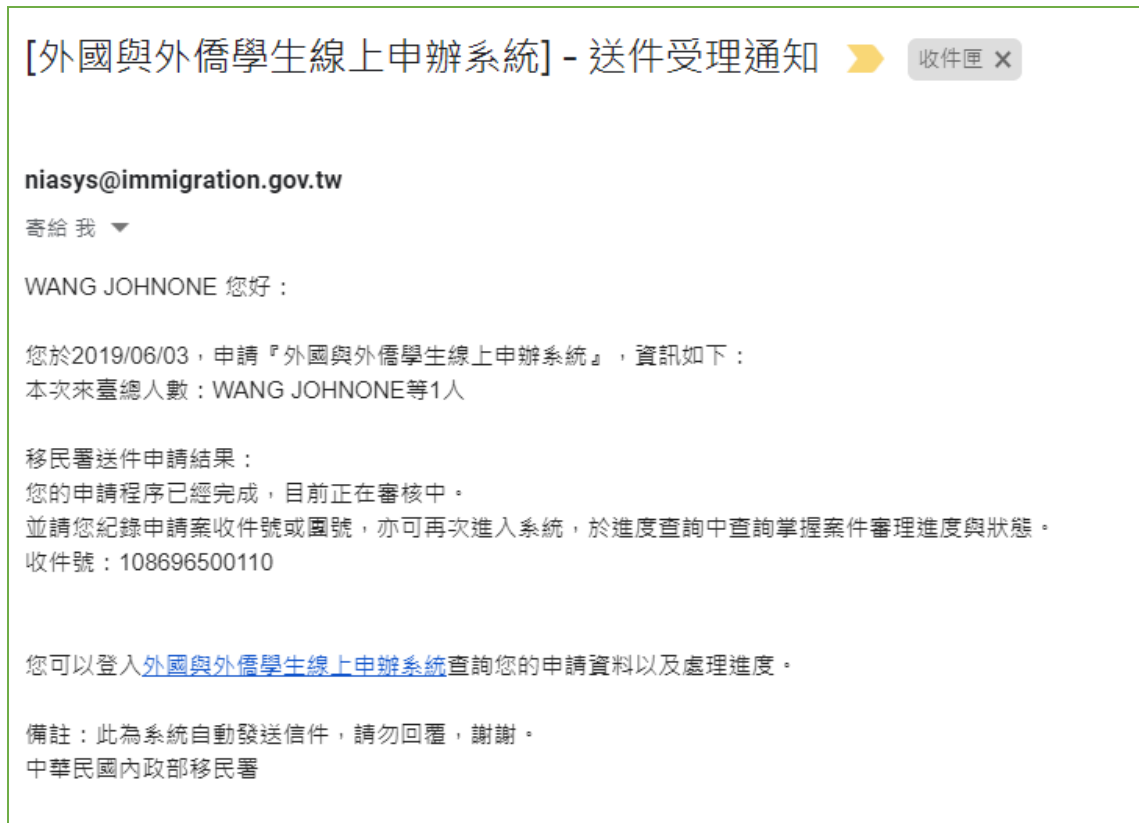 [外國與外僑學生線上申辦系統] - 送件受理通知 收件匣 ×
niasys@immigration.gov.tw
寄給 我
WANG JOHNONE 您好：
您於2019/06/03，申請『外國與外僑學生線上申辦系統』，資訊如下：
本次來臺總人數：WANG JOHNONE等1人
移民署送件申請結果：
您的申請程序已經完成，目前正在審核中。
並請您紀錄申請案收件號或團號，亦可再次進入系統，於進度查詢中查詢掌握案件審理進度與狀態。
收件號：108696500110
您可以登入外國與外僑學生線上申辦系統查詢您的申請資料以及處理進度。
備註：此為系統自動發送信件，請勿回覆，謝謝。
中華民國內政部移民署